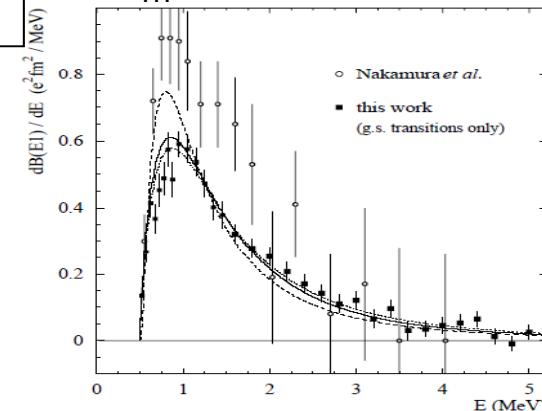 dB(E1) / dE (e²fm² / MeV)
0.8
0.6
0.4
0.2
0
○ Nakamura et al.
■ this work
(g.s. transitions only)
0 1 2 3 4 5
E (MeV)